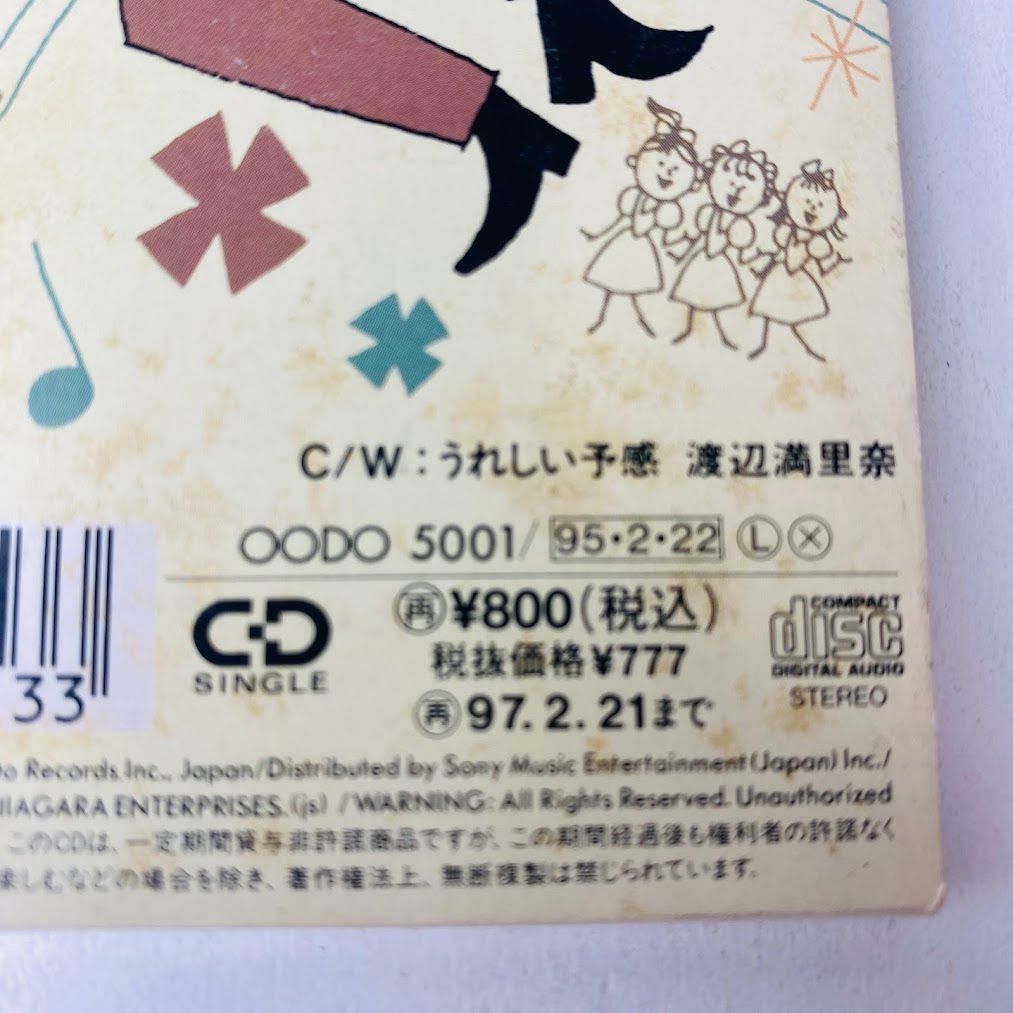 C/W:うれしい予感 渡辺満里奈
OODO 5001/ 95・2・22 Ⓛ Ⓧ
33
CD SINGLE
㊢¥800(税込)
税抜価格¥777
97.2.21まで
COMPACT disc DIGITAL AUDIO
STEREO
Records Inc., Japan/Distributed by Sony Music Entertainment (Japan) Inc./
IAGARA ENTERPRISES. (js) /WARNING: All Rights Reserved. Unauthorized
このCDは、一定期間貸与非許諾商品ですが、この期間経過後も権利者の許諾なく
楽しむなどの場合を除き、著作権法上、無断複製は禁じられています。